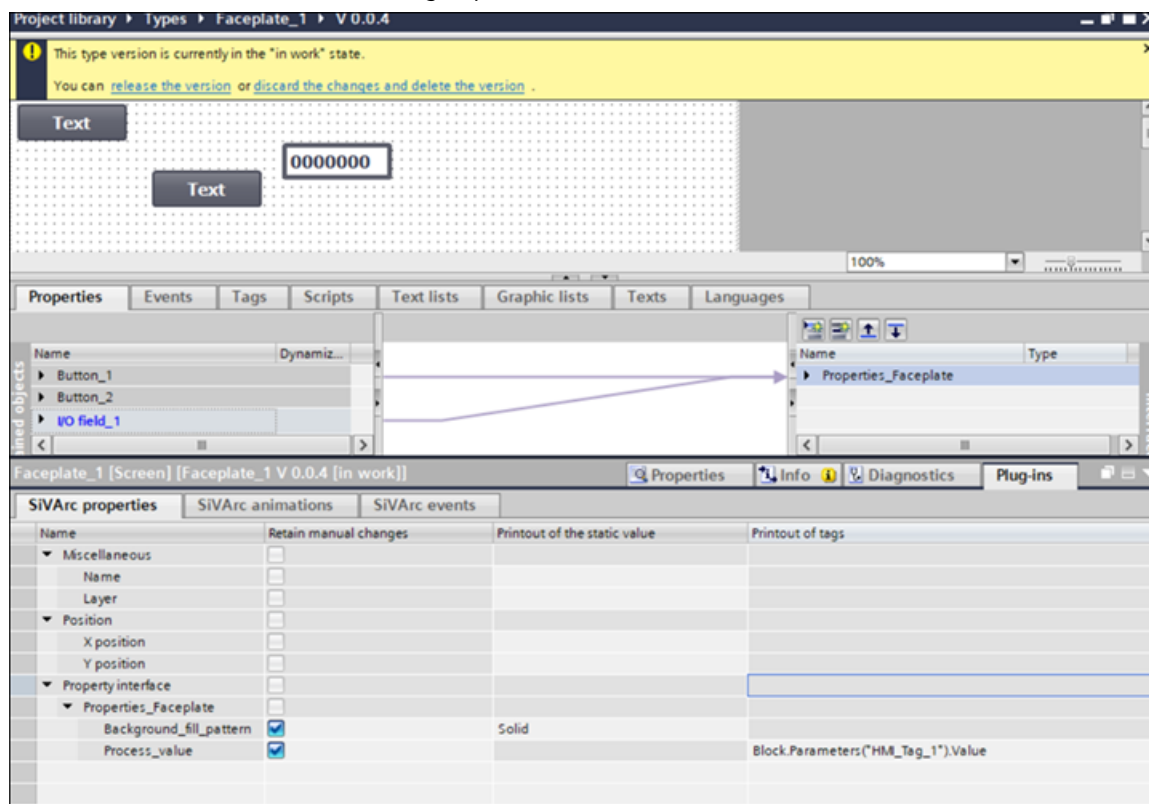 Project library ▸ Types ▸ Faceplate_1 ▸ V 0.0.4
This type version is currently in the "in work" state.
You can release the version or discard the changes and delete the version .
Text
0000000
Text
100%
Properties Events Tags Scripts Text lists Graphic lists Texts Languages
Name Dynamiz... Name Type
Button_1 Properties_Faceplate
Button_2
I/O field_1
Faceplate_1 [Screen] [Faceplate_1 V 0.0.4 [in work]] Properties Info Diagnostics Plug-ins
SiVArc properties SiVArc animations SiVArc events
Name Retain manual changes Printout of the static value Printout of tags
Miscellaneous
Name
Layer
Position
X position
Y position
Property interface
Properties_Faceplate
Background_fill_pattern Solid
Process_value Block.Parameters("HMI_Tag_1").Value